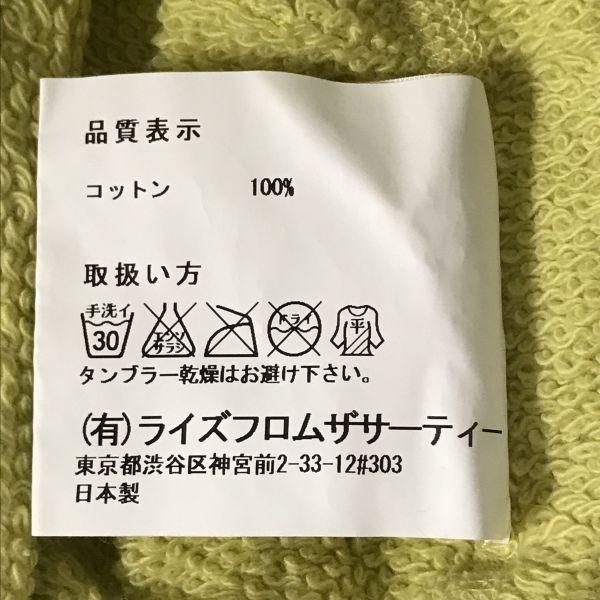 品質表示
コットン 100%
取扱い方
手洗イ 30 エンソ サラシ ドライ 平
タンブラー乾燥はお避け下さい。
(有)ライズフロムザサーティー
東京都渋谷区神宮前2-33-12#303
日本製